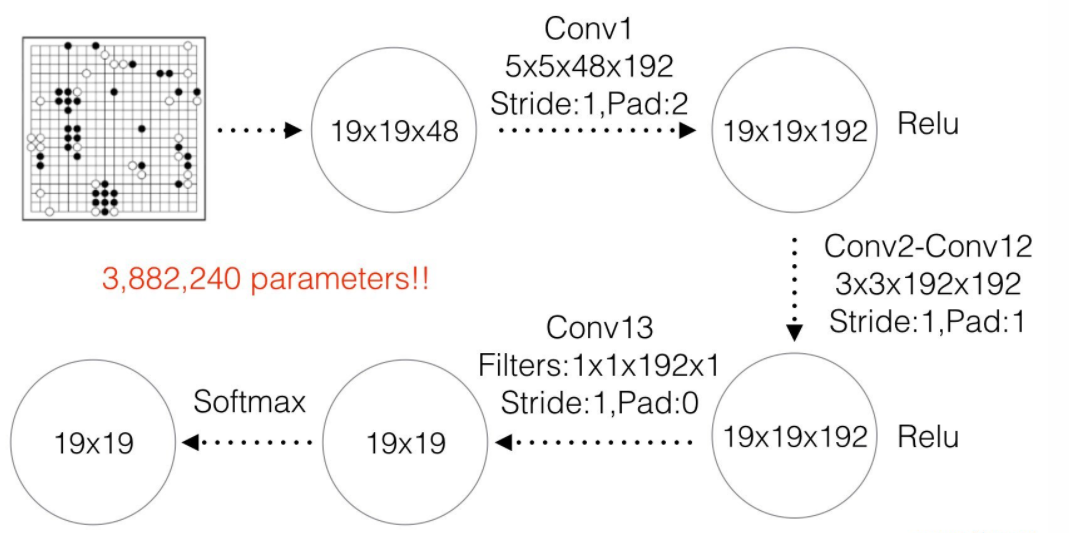 Conv1
5x5x48x192
Stride:1,Pad:2
19x19x48
19x19x192
Relu
3,882,240 parameters!!
Conv2-Conv12
3x3x192x192
Stride:1,Pad:1
Conv13
Filters:1x1x192x1
Stride:1,Pad:0
19x19x192
Relu
19x19
Softmax
19x19